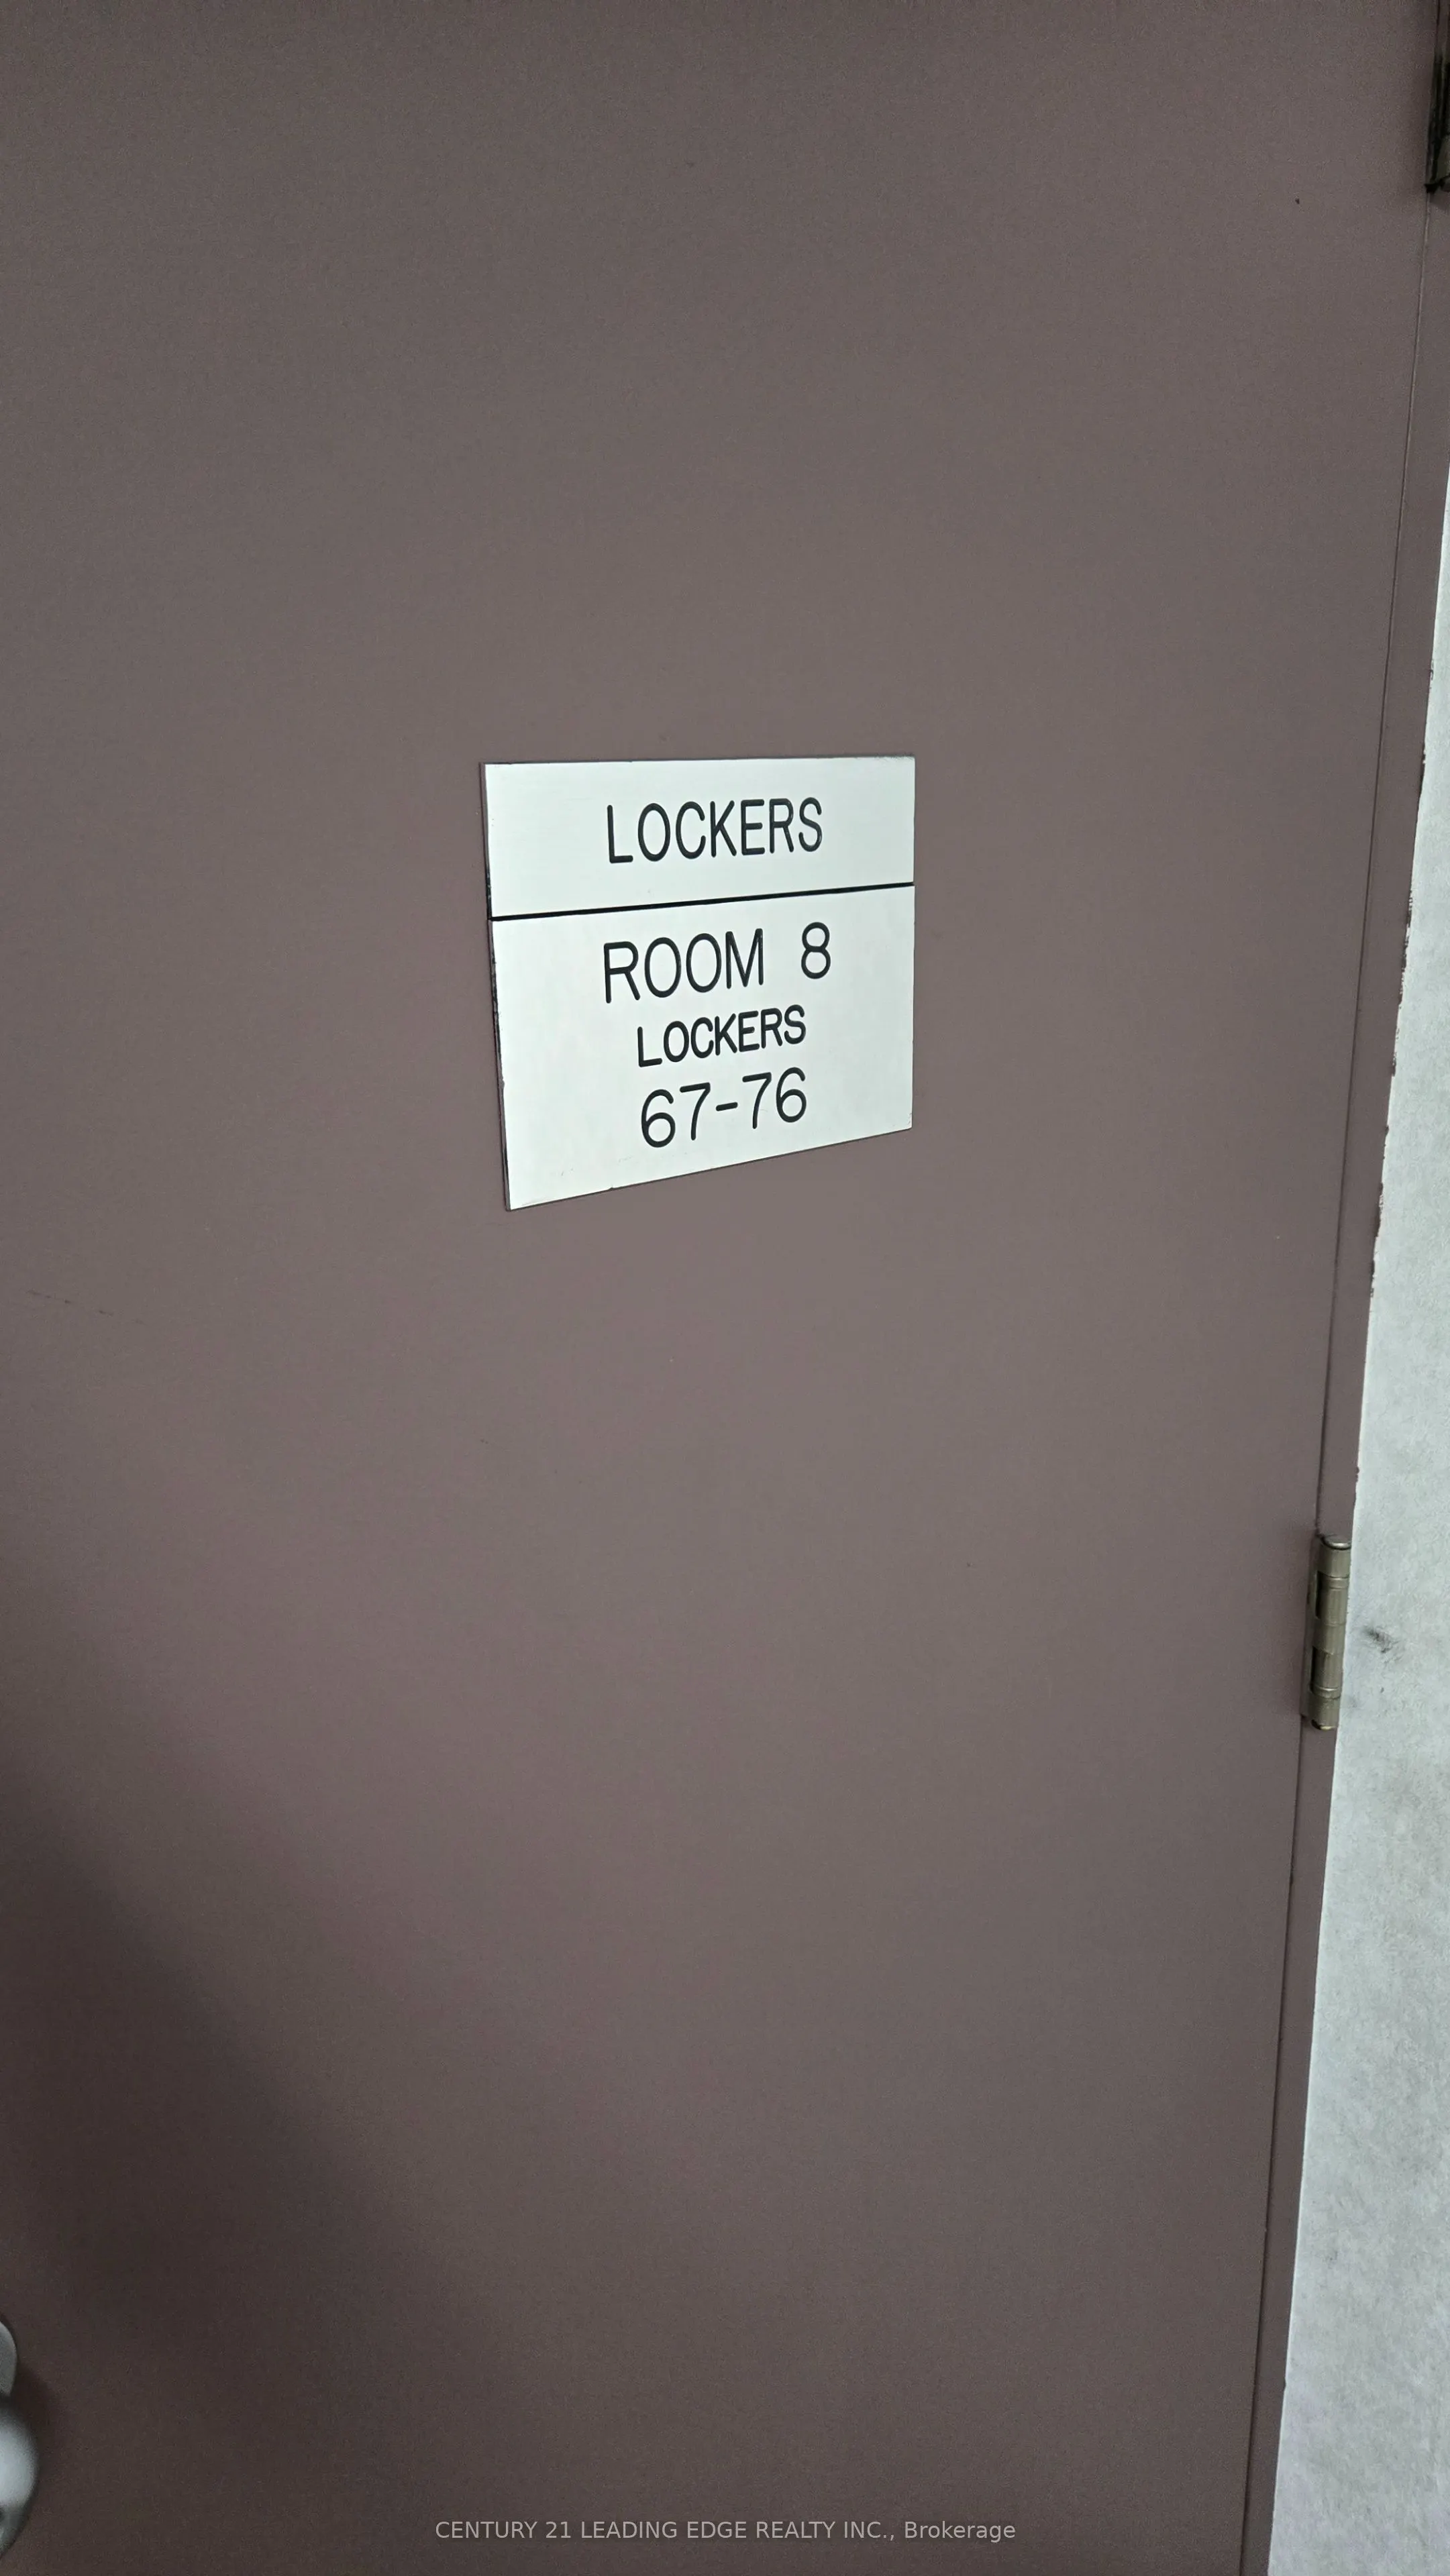 LOCKERS
ROOM 8
LOCKERS
67-76
CENTURY 21 LEADING EDGE REALTY INC., Brokerage